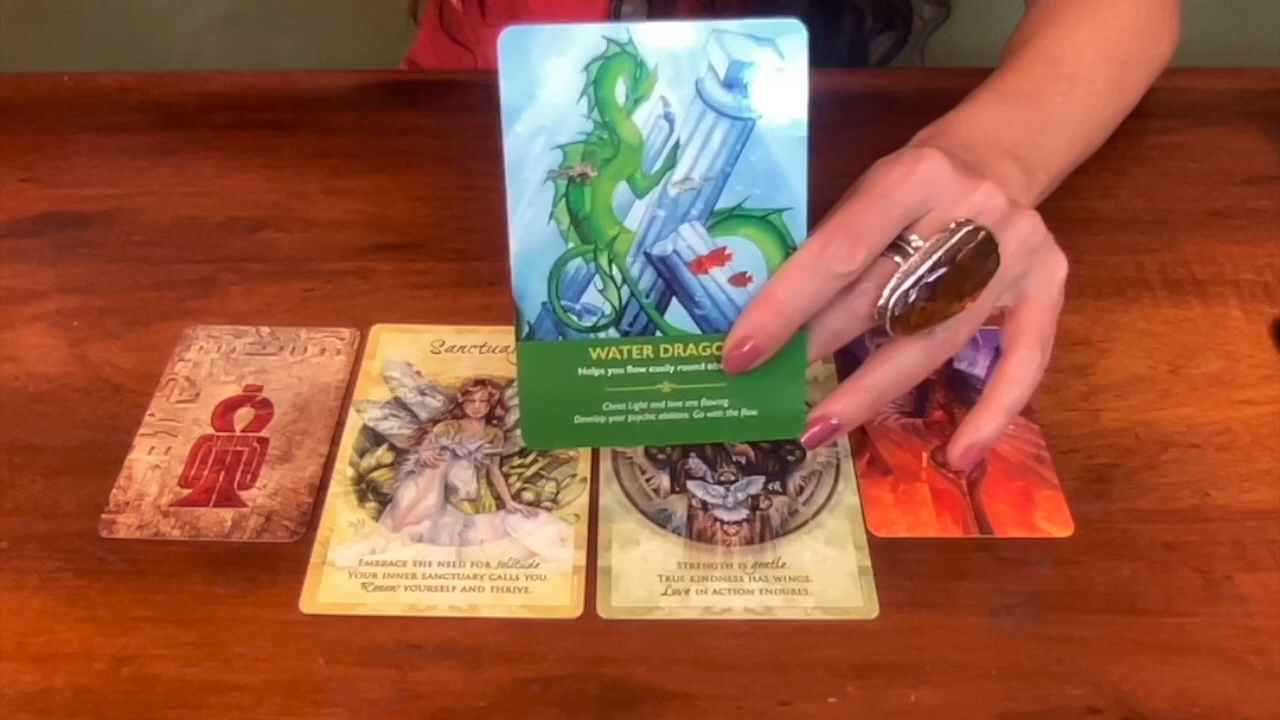 WATER DRAGO
Helps you flow easily round
Christ Light and love are flowing.
Develop your psychic abilities. Go with the flow.
Sanctua
EMBRACE THE NEED FOR solitude.
YOUR INNER SANCTUARY CALLS YOU.
Renew YOURSELF AND THRIVE.
STRENGTH IS gentle.
TRUE KINDNESS HAS WINGS.
Love IN ACTION ENDURES.